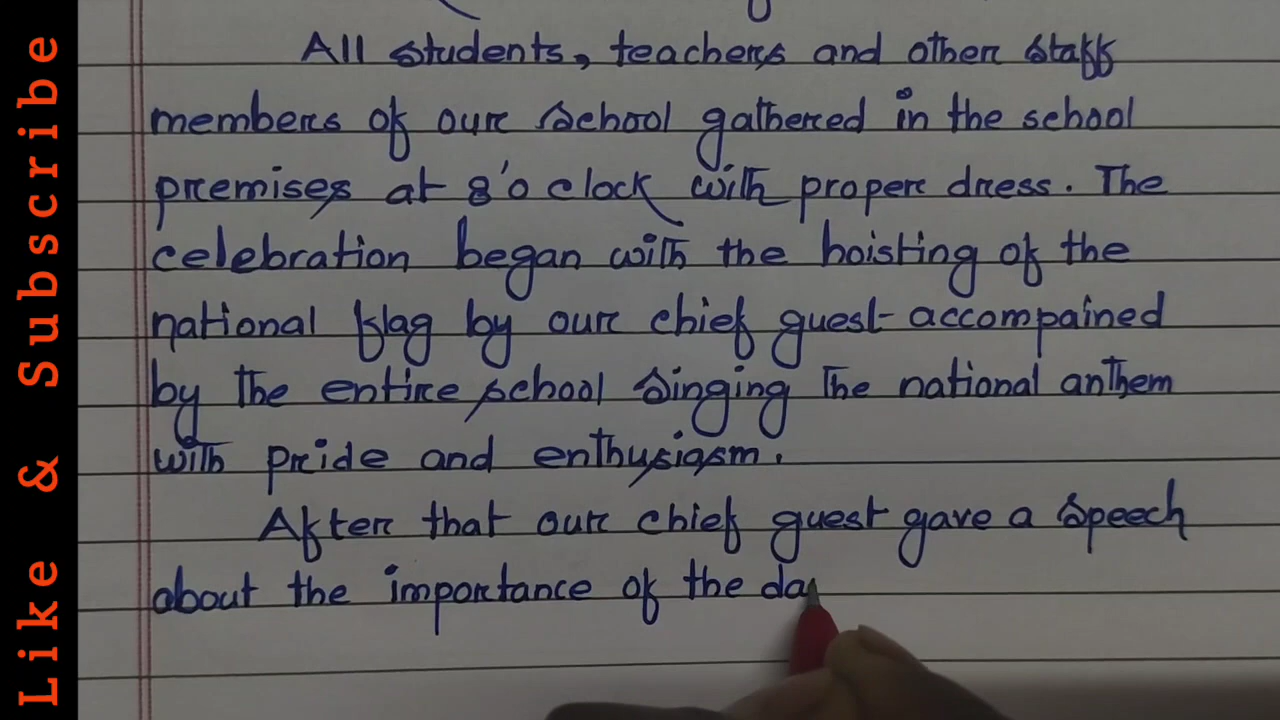 Like & Subscribe
All students, teachers and other staff
members of our school gathered in the school
premises at 8'o clock with proper dress. The
celebration began with the hoisting of the
national flag by our chief guest accompained
by the entire school singing the national anthem
with pride and enthusiasm.
After that our chief guest gave a speech
about the importance of the da